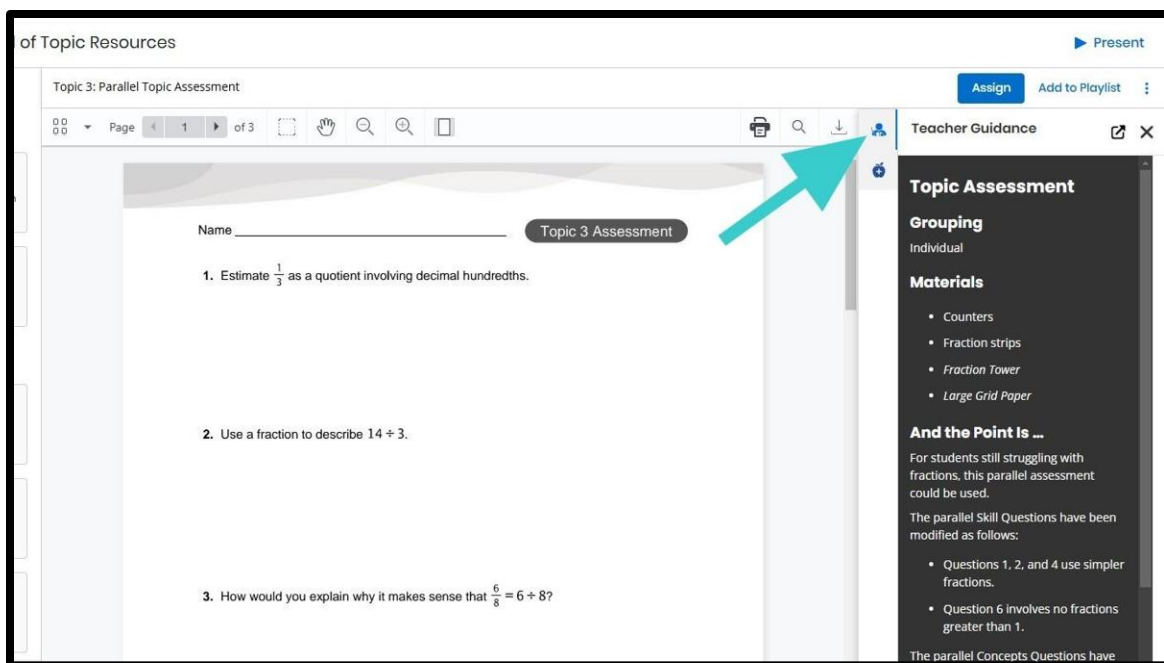 of Topic Resources
Present
Topic 3: Parallel Topic Assessment
Assign
Add to Playlist
Page 1 of 3
Teacher Guidance
Name
Topic 3 Assessment
1. Estimate 1/3 as a quotient involving decimal hundredths.
2. Use a fraction to describe 14 ÷ 3.
3. How would you explain why it makes sense that 6/8 = 6 ÷ 8?
Topic Assessment
Grouping
Individual
Materials
• Counters
• Fraction strips
• Fraction Tower
• Large Grid Paper
And the Point Is ...
For students still struggling with
fractions, this parallel assessment
could be used.
The parallel Skill Questions have been
modified as follows:
• Questions 1, 2, and 4 use simpler
fractions.
• Question 6 involves no fractions
greater than 1.
The parallel Concepts Questions have